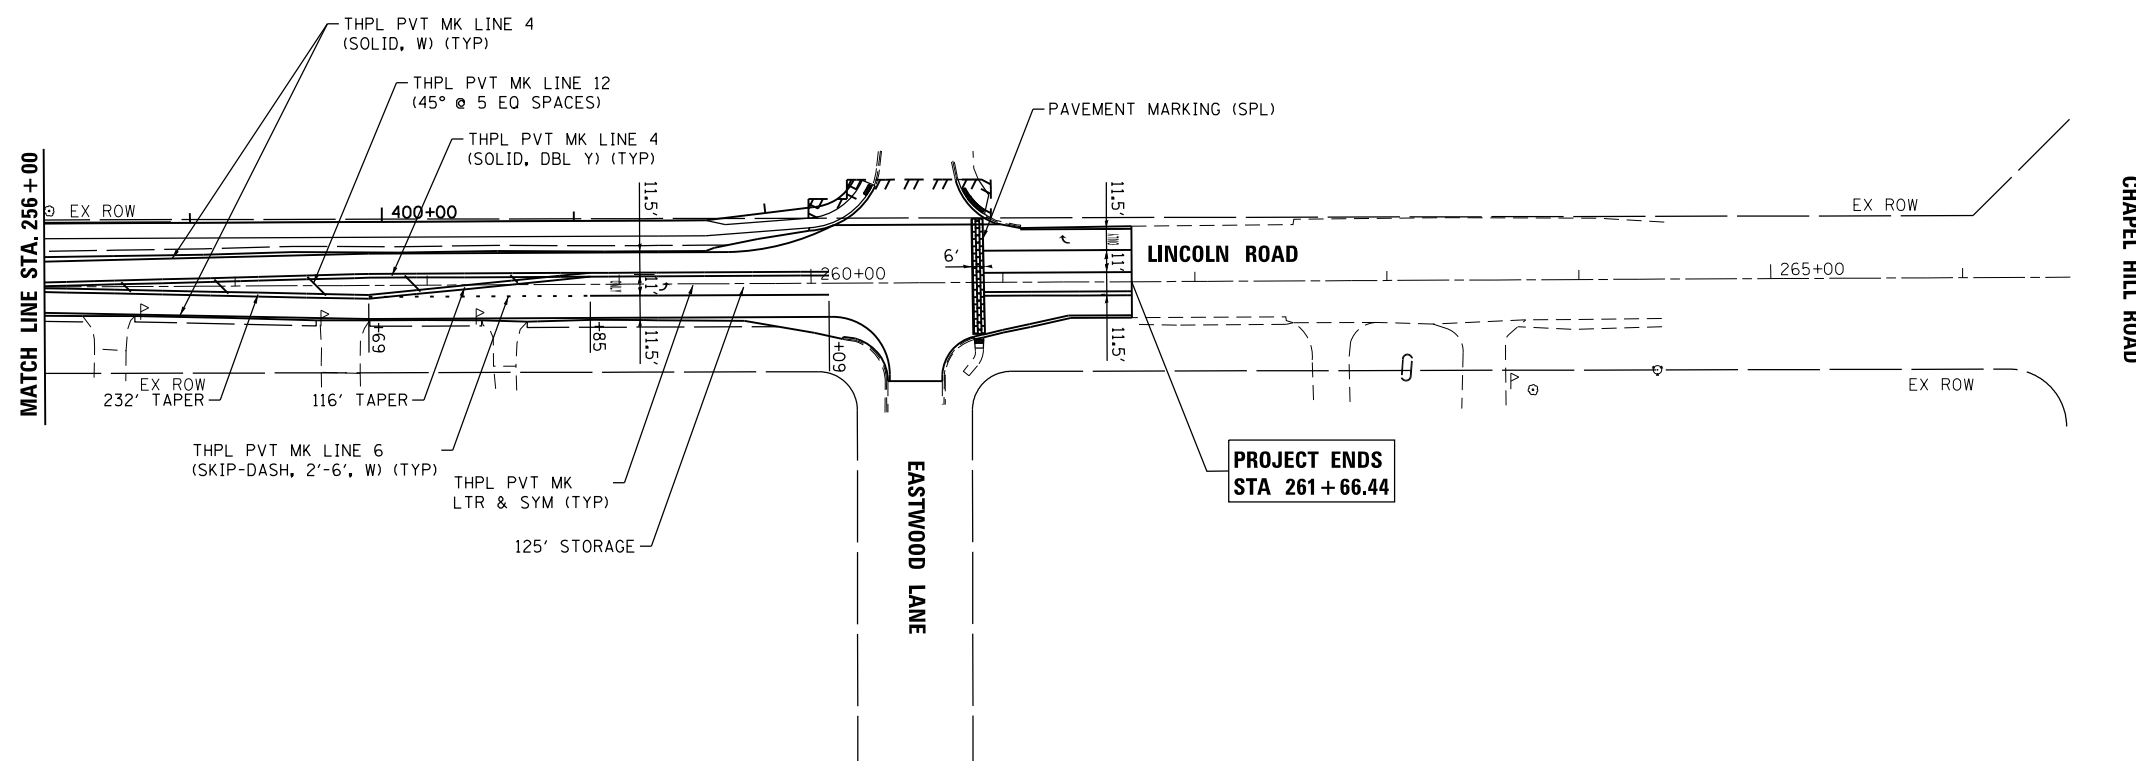 THPL PVT MK LINE 4
(SOLID, W) (TYP)
THPL PVT MK LINE 12
(45° @ 5 EQ SPACES)
THPL PVT MK LINE 4
(SOLID, DBL Y) (TYP)
PAVEMENT MARKING (SPL)
MATCH LINE STA. 256+00
EX ROW
400+00
11.5'
11.5'
EX ROW
CHAPEL HILL ROAD
6'
LINCOLN ROAD
ONLY
11'
260+00
265+00
ONLY
11'
+69
+85
11.5'
+09
11.5'
EX ROW
232' TAPER
116' TAPER
EX ROW
THPL PVT MK LINE 6
(SKIP-DASH, 2'-6', W) (TYP)
THPL PVT MK
LTR & SYM (TYP)
125' STORAGE
EASTWOOD LANE
PROJECT ENDS
STA 261+66.44